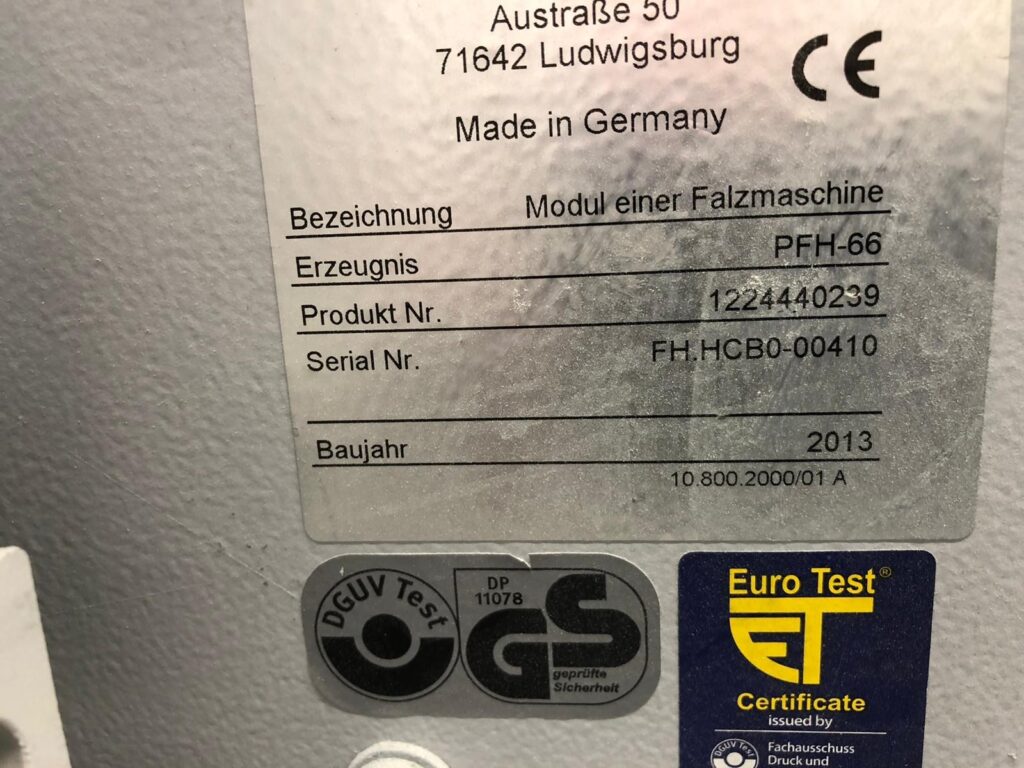 Austraße 50
71642 Ludwigsburg
CE
Made in Germany
Bezeichnung Modul einer Falzmaschine
Erzeugnis PFH-66
Produkt Nr. 1224440239
Serial Nr. FH.HCB0-00410
Baujahr 2013
10.800.2000/01 A
DGUV Test
DP
11078
GS
geprüfte
Sicherheit
Euro Test®
ET
Certificate
issued by
DGUV Test
Fachausschuss
Druck und